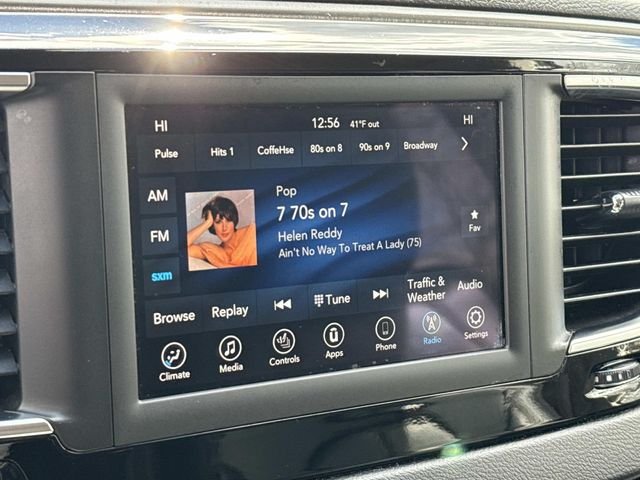 HI 12:56 41°F out HI
Pulse Hits 1 CoffeHse 80s on 8 90s on 9 Broadway
AM
FM
sxm
Pop
7 70s on 7
Helen Reddy
Ain't No Way To Treat A Lady (75)
Fav
Browse Replay Tune Traffic & Weather Audio
Climate Media Controls Apps Phone Radio Settings